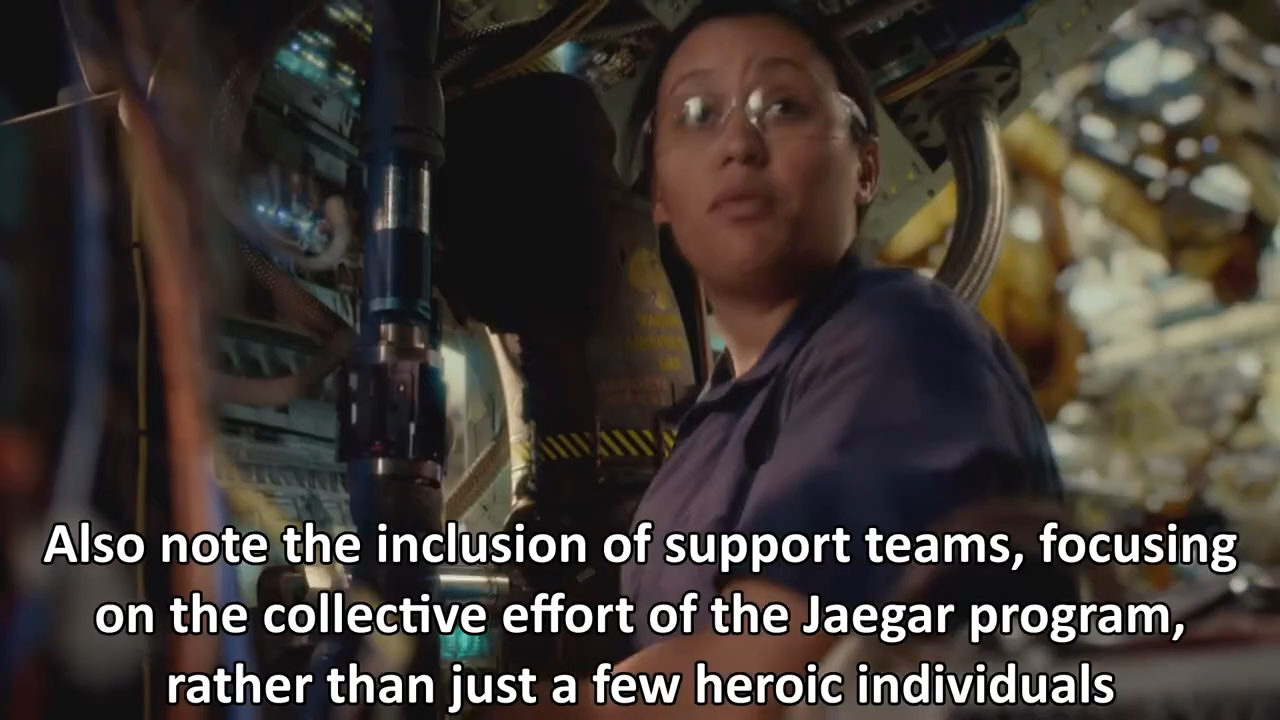 Also note the inclusion of support teams, focusing
on the collective effort of the Jaegar program,
rather than just a few heroic individuals